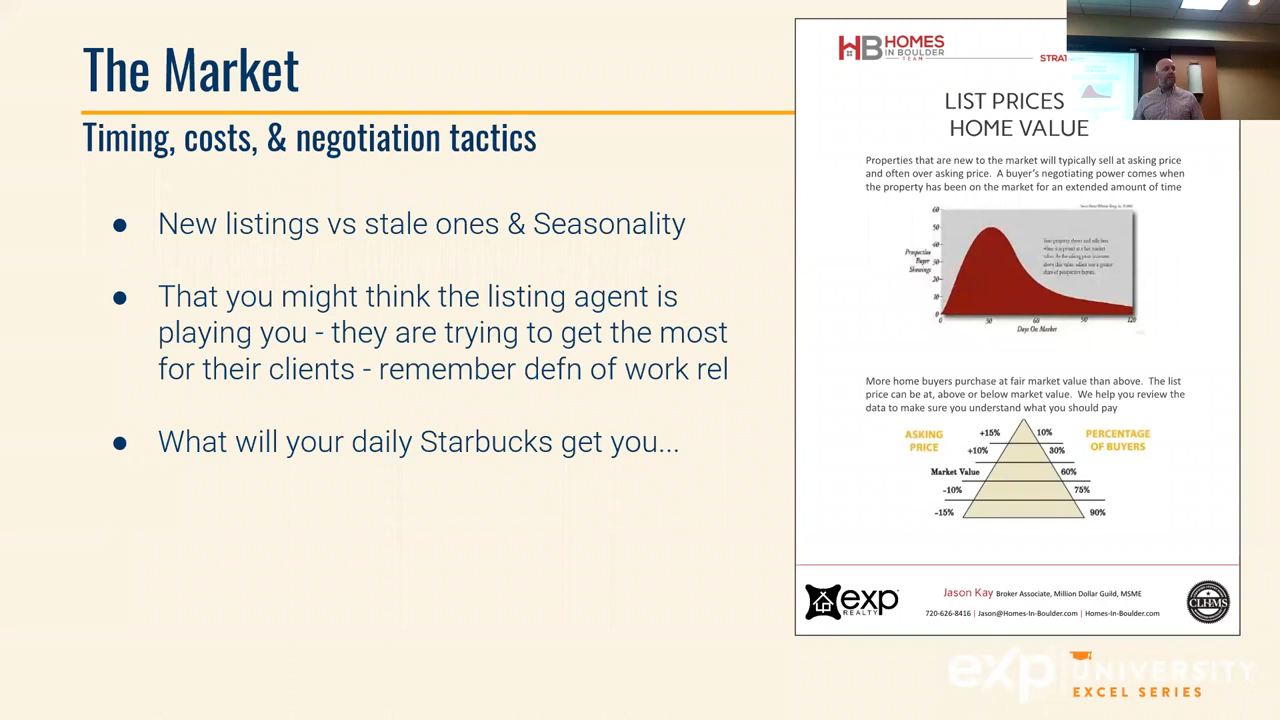 The Market
Timing, costs, & negotiation tactics
● New listings vs stale ones & Seasonality
● That you might think the listing agent is
playing you - they are trying to get the most
for their clients - remember defn of work rel
● What will your daily Starbucks get you...
HB HOMES
IN BOULDER
TEAM
STRAT
LIST PRICES
HOME VALUE
Properties that are new to the market will typically sell at asking price
and often over asking price. A buyer's negotiating power comes when
the property has been on the market for an extended amount of time
60
50
40
30
20
10
0
Prospective
Buyer
Showings
0 30 60 90 120
Days On Market
More home buyers purchase at fair market value than above. The list
price can be at, above or below market value. We help you review the
data to make sure you understand what you should pay
ASKING
PRICE
PERCENTAGE
OF BUYERS
+15% 10%
+10% 30%
Market Value 60%
-10% 75%
-15% 90%
exp
REALTY
Jason Kay Broker Associate, Million Dollar Guild, MSME
720-626-8416 | Jason@Homes-In-Boulder.com | Homes-In-Boulder.com
CLHMS
exp UNIVERSITY
EXCEL SERIES